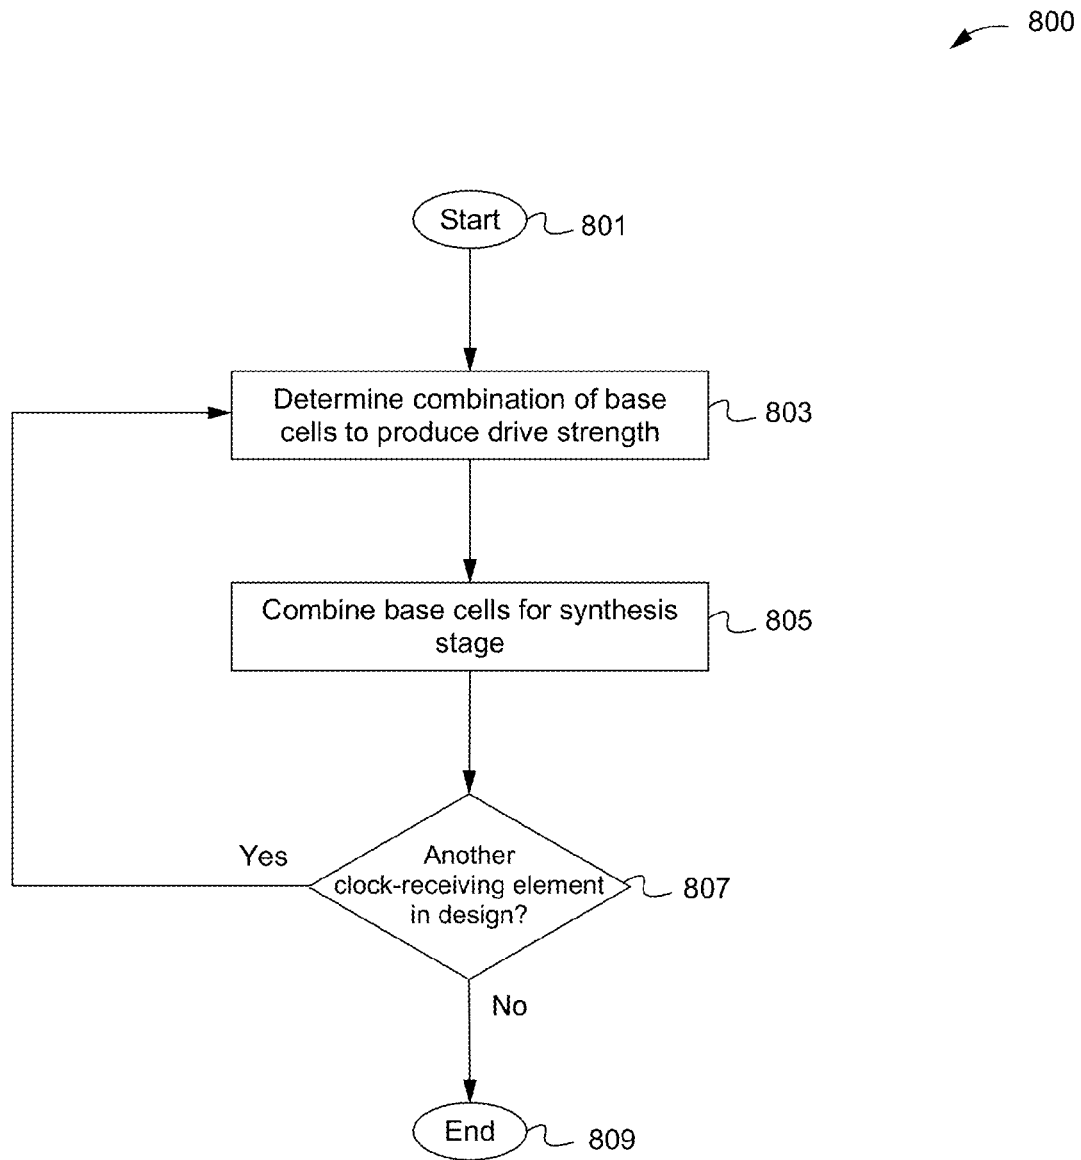 800
Start
801
Determine combination of base
cells to produce drive strength
803
Combine base cells for synthesis
stage
805
Yes
Another
clock-receiving element
in design?
807
No
End
809